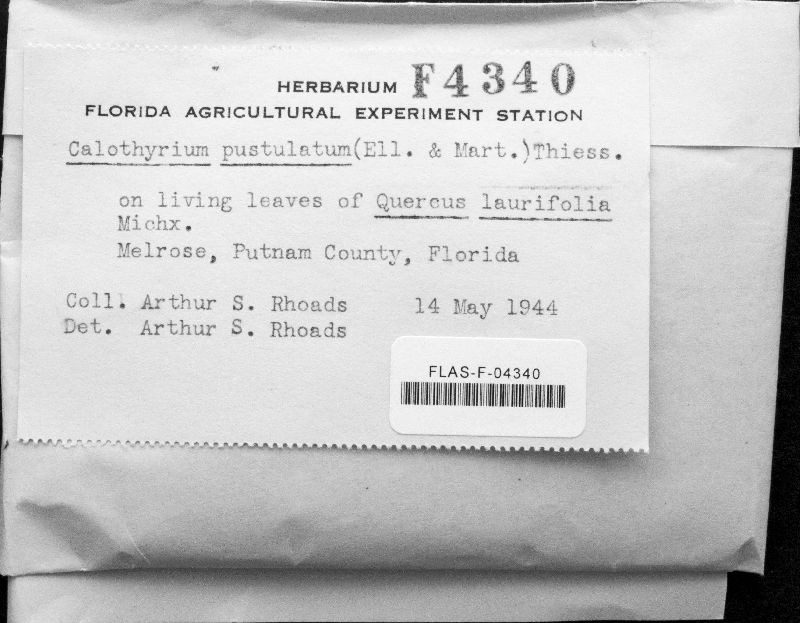 HERBARIUM F4340
FLORIDA AGRICULTURAL EXPERIMENT STATION
Calothyrium pustulatum(Ell. & Mart.)Thiess.
on living leaves of Quercus laurifolia
Michx.
Melrose, Putnam County, Florida
Coll. Arthur S. Rhoads 14 May 1944
Det. Arthur S. Rhoads
FLAS-F-04340